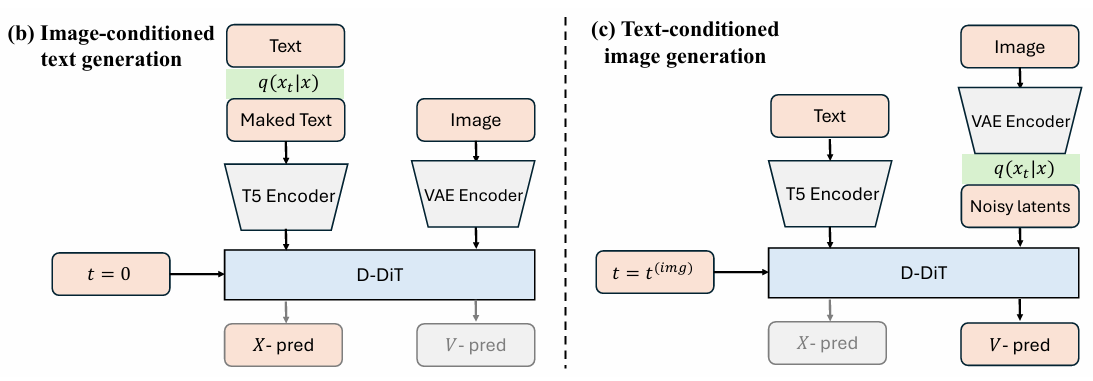 (b) Image-conditioned
text generation
Text
q(x_t|x)
Maked Text
Image
T5 Encoder
VAE Encoder
t = 0
D-DiT
X- pred
V- pred
(c) Text-conditioned
image generation
Image
VAE Encoder
Text
q(x_t|x)
T5 Encoder
Noisy latents
t = t^(img)
D-DiT
X- pred
V- pred